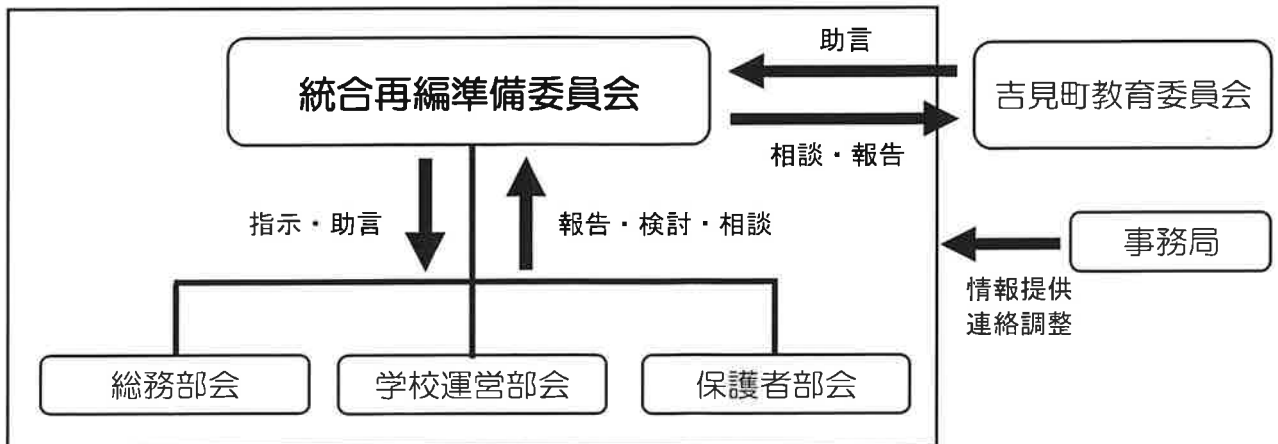 助言
統合再編準備委員会
吉見町教育委員会
相談・報告
指示・助言
報告・検討・相談
事務局
情報提供
連絡調整
総務部会
学校運営部会
保護者部会